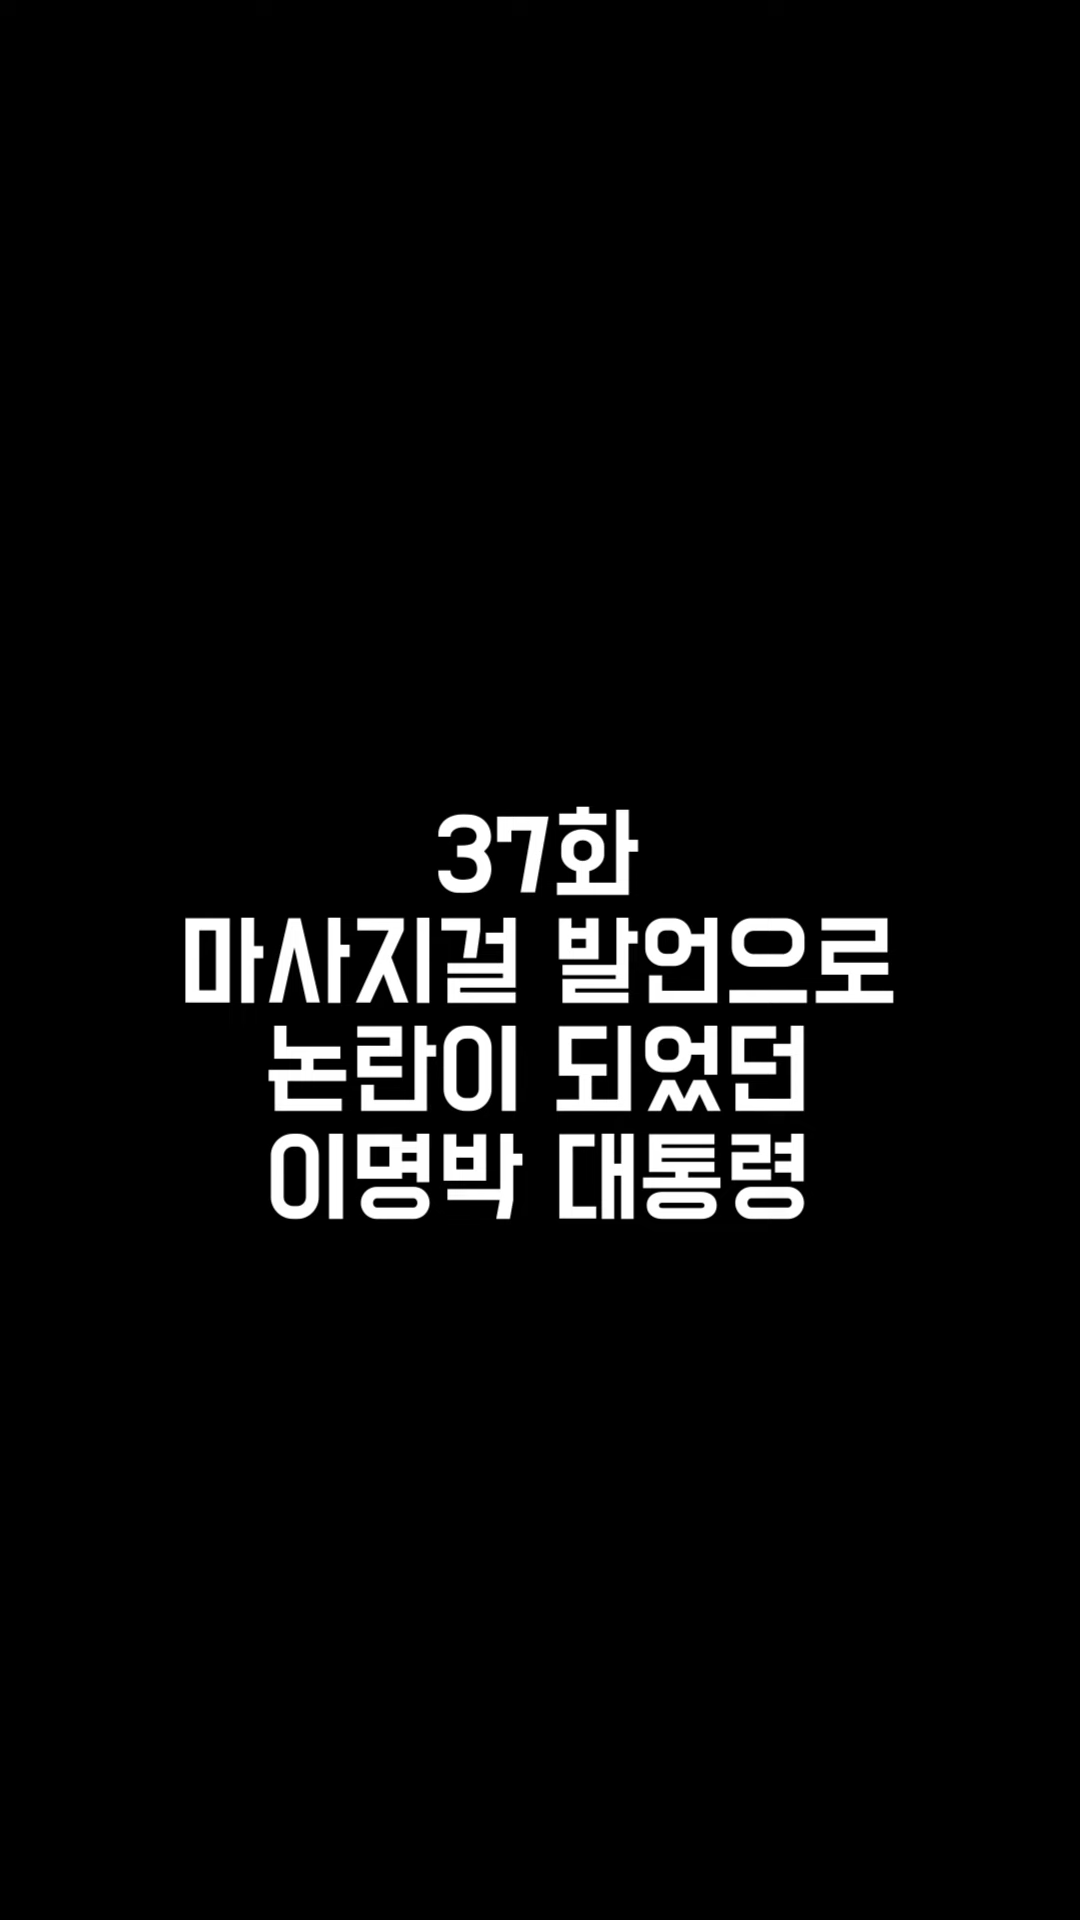 37화
마사지걸 발언으로
논란이 되었던
이명박 대통령